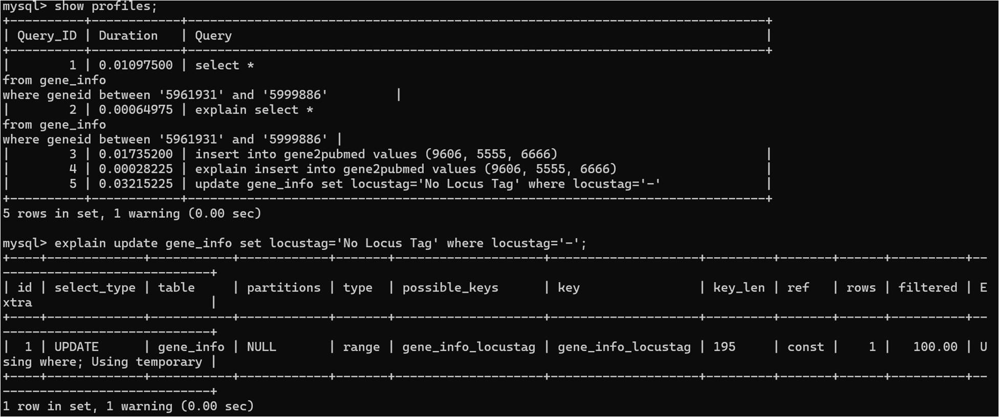 mysql> show profiles;
+----------+------------+------------------------------------------------------------------------------+
| Query_ID | Duration   | Query                                                                        |
+----------+------------+------------------------------------------------------------------------------+
|        1 | 0.01097500 | select *
from gene_info
where geneid between '5961931' and '5999886'         |
|        2 | 0.00064975 | explain select *
from gene_info
where geneid between '5961931' and '5999886' |
|        3 | 0.01735200 | insert into gene2pubmed values (9606, 5555, 6666)                            |
|        4 | 0.00028225 | explain insert into gene2pubmed values (9606, 5555, 6666)                    |
|        5 | 0.03215225 | update gene_info set locustag='No Locus Tag' where locustag='-'              |
+----------+------------+------------------------------------------------------------------------------+
5 rows in set, 1 warning (0.00 sec)

mysql> explain update gene_info set locustag='No Locus Tag' where locustag='-';
+----+-------------+-----------+------------+-------+--------------------+--------------------+---------+-------+------+----------+--
----------------------------+
| id | select_type | table     | partitions | type  | possible_keys      | key                | key_len | ref   | rows | filtered | E
xtra                        |
+----+-------------+-----------+------------+-------+--------------------+--------------------+---------+-------+------+----------+--
----------------------------+
|  1 | UPDATE      | gene_info | NULL       | range | gene_info_locustag | gene_info_locustag | 195     | const |    1 |   100.00 | U
sing where; Using temporary |
+----+-------------+-----------+------------+-------+--------------------+--------------------+---------+-------+------+----------+--
----------------------------+
1 row in set, 1 warning (0.00 sec)